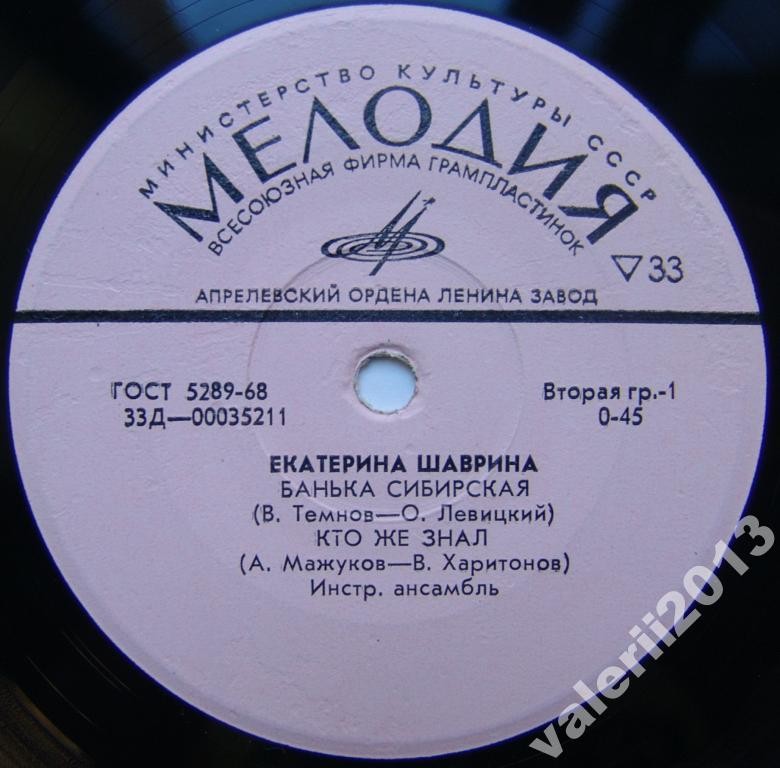 МИНИСТЕРСТВО КУЛЬТУРЫ СССР
МЕЛОДИЯ
ВСЕСОЮЗНАЯ ФИРМА ГРАМПЛАСТИНОК
▽33
АПРЕЛЕВСКИЙ ОРДЕНА ЛЕНИНА ЗАВОД
ГОСТ 5289-68 Вторая гр.-1
33Д—00035211 0-45
ЕКАТЕРИНА ШАВРИНА
БАНЬКА СИБИРСКАЯ
(В. Темнов—О. Левицкий)
КТО ЖЕ ЗНАЛ
(А. Мажуков—В. Харитонов)
Инстр. ансамбль
valerii2013